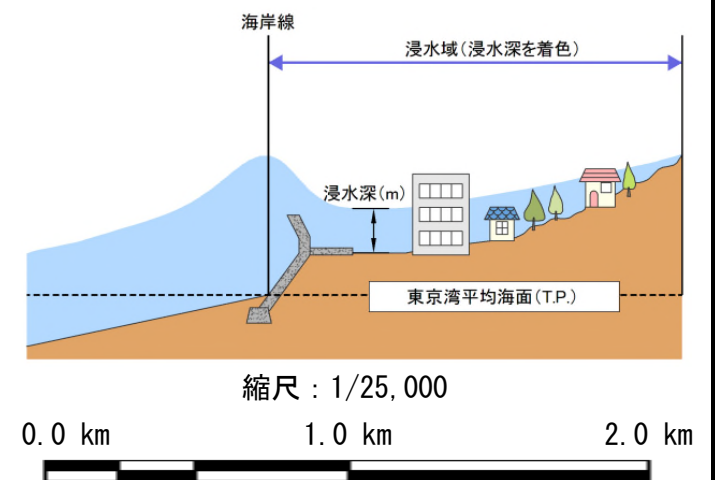 海岸線
浸水域(浸水深を着色)
浸水深(m)
東京湾平均海面(T.P.)
縮尺：1/25,000
0.0 km 1.0 km 2.0 km